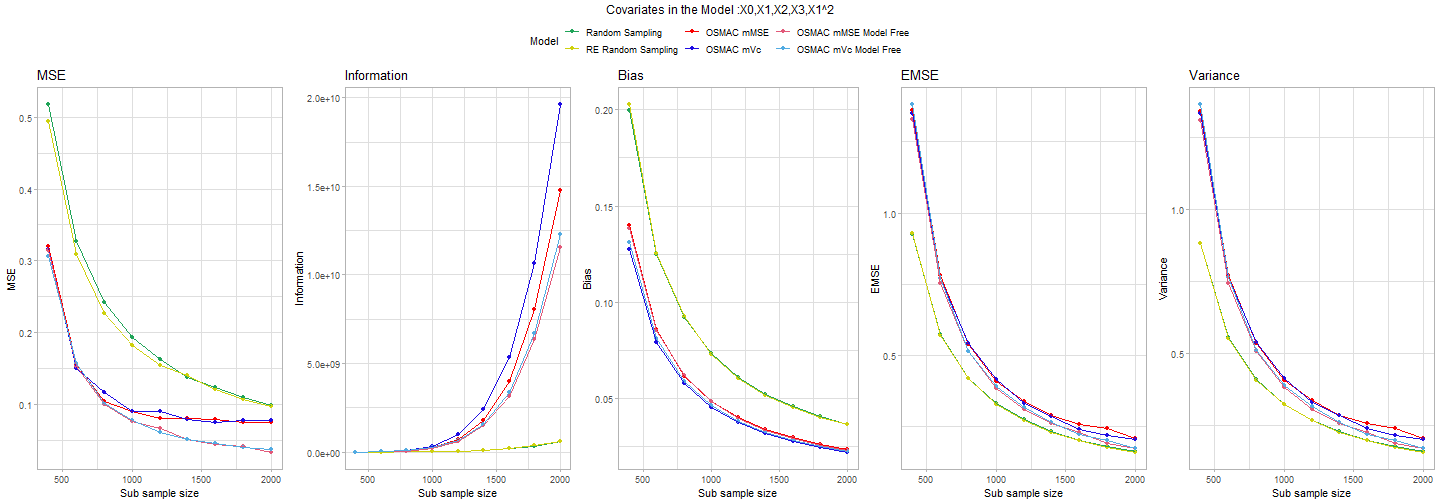 Covariates in the Model :X0,X1,X2,X3,X1^2
Model
Random Sampling
OSMAC mMSE
OSMAC mMSE Model Free
RE Random Sampling
OSMAC mVc
OSMAC mVc Model Free
MSE
MSE
0.5
0.4
0.3
0.2
0.1
500
1000
1500
2000
Sub sample size
Information
Information
2.0e+10
1.5e+10
1.0e+10
5.0e+09
0.0e+00
500
1000
1500
2000
Sub sample size
Bias
Bias
0.20
0.15
0.10
0.05
500
1000
1500
2000
Sub sample size
EMSE
EMSE
1.0
0.5
500
1000
1500
2000
Sub sample size
Variance
Variance
1.0
0.5
500
1000
1500
2000
Sub sample size